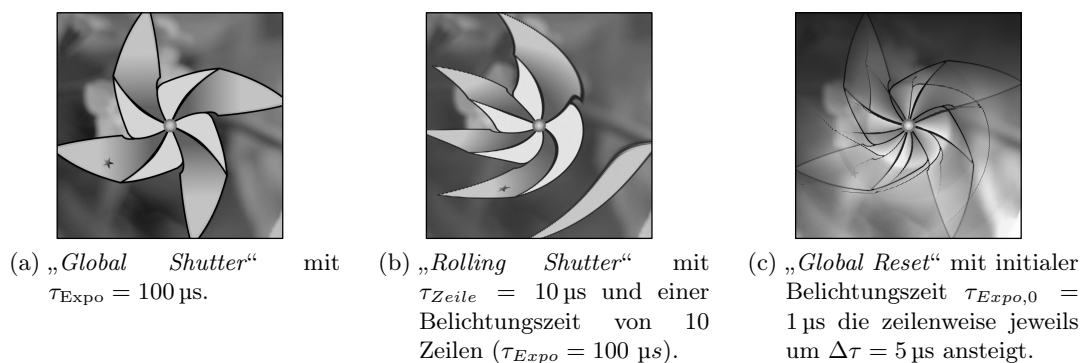 (a) „Global Shutter“ mit
τExpo = 100 µs.
(b) „Rolling Shutter“ mit
τZeile = 10 µs und einer
Belichtungszeit von 10
Zeilen (τExpo = 100 µs).
(c) „Global Reset“ mit initialer
Belichtungszeit τExpo,0 =
1 µs die zeilenweise jeweils
um Δτ = 5 µs ansteigt.